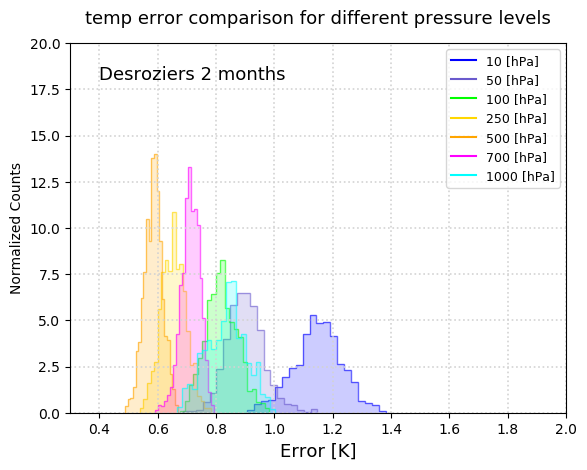 temp error comparison for different pressure levels
Desroziers 2 months
10 [hPa]
50 [hPa]
100 [hPa]
250 [hPa]
500 [hPa]
700 [hPa]
1000 [hPa]
Normalized Counts
20.0
17.5
15.0
12.5
10.0
7.5
5.0
2.5
0.0
0.4 0.6 0.8 1.0 1.2 1.4 1.6 1.8 2.0
Error [K]